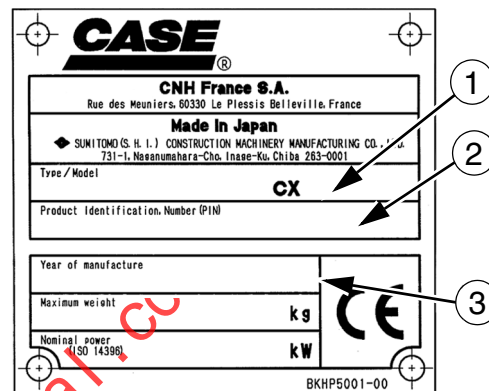 CASE
®
CNH France S.A.
Rue des Meuniers, 60330 Le Plessis Belleville, France
Made In Japan
SUMITOMO (S. H. I.) CONSTRUCTION MACHINERY MANUFACTURING CO.,
731-1, Naganumahara-Cho, Inage-Ku, Chiba 263-0001
Type/Model
CX
1
Product Identification, Number (PIN)
2
Year of manufacture
3
Maximum weight
kg
CE
Nominal power
(ISO 14396)
kW
BKHP5001-00